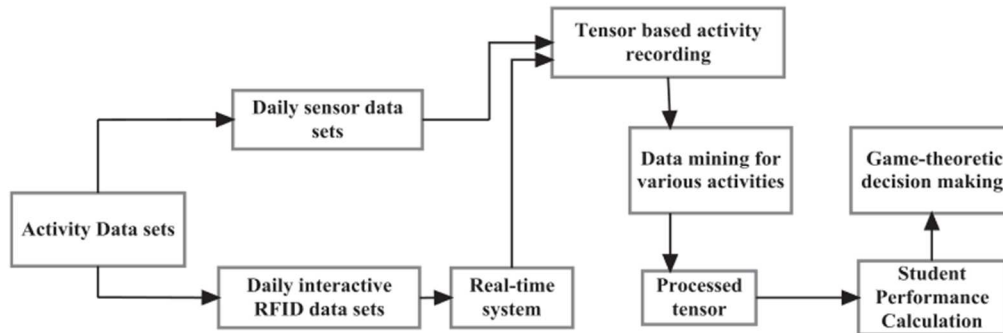 Tensor based activity
recording
Daily sensor data
sets
Data mining for
various activities
Game-theoretic
decision making
Activity Data sets
Daily interactive
RFID data sets
Real-time
system
Processed
tensor
Student
Performance
Calculation